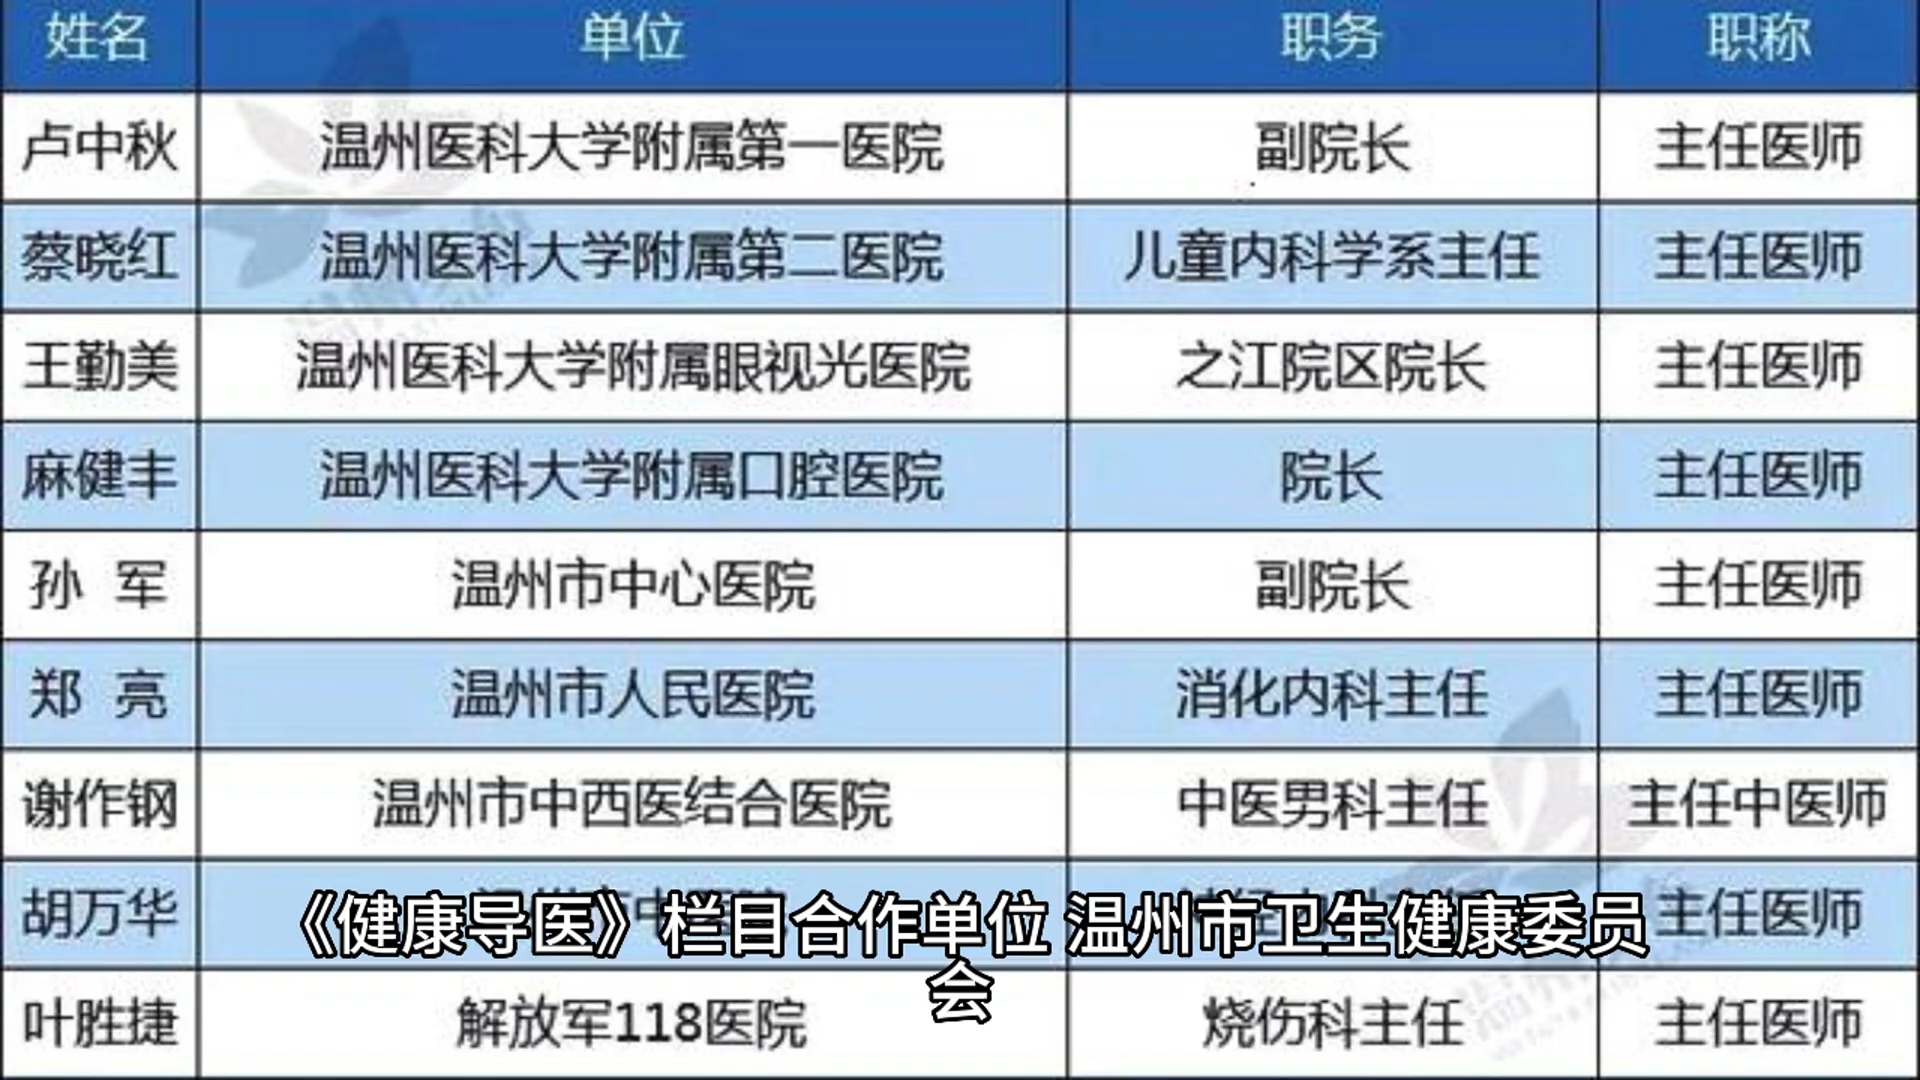 姓名 单位 职务 职称
卢中秋 温州医科大学附属第一医院 副院长 主任医师
蔡晓红 温州医科大学附属第二医院 儿童内科学系主任 主任医师
王勤美 温州医科大学附属眼视光医院 之江院区院长 主任医师
麻健丰 温州医科大学附属口腔医院 院长 主任医师
孙 军 温州市中心医院 副院长 主任医师
郑 亮 温州市人民医院 消化内科主任 主任医师
谢作钢 温州市中西医结合医院 中医男科主任 主任中医师
胡万华 主任医师
《健康导医》栏目合作单位 温州市卫生健康委员
会
叶胜捷 解放军118医院 烧伤科主任 主任医师